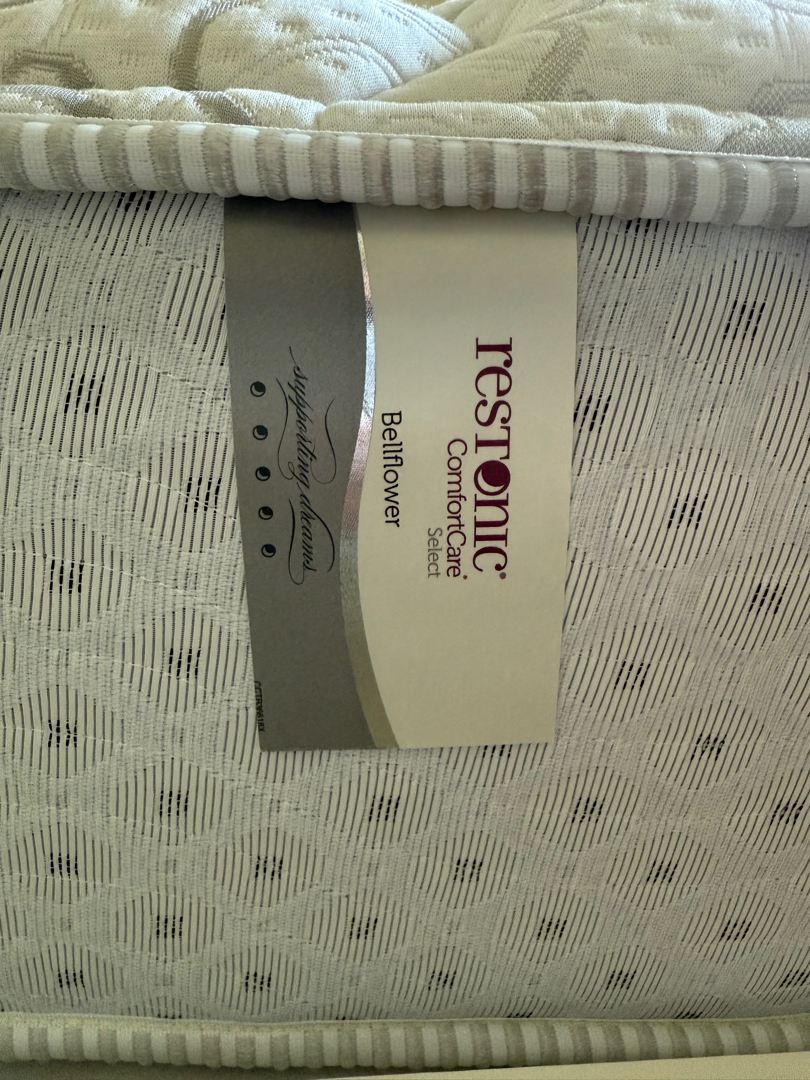 resTonic®
ComfortCare®
Select
Bellflower
supporting dreams